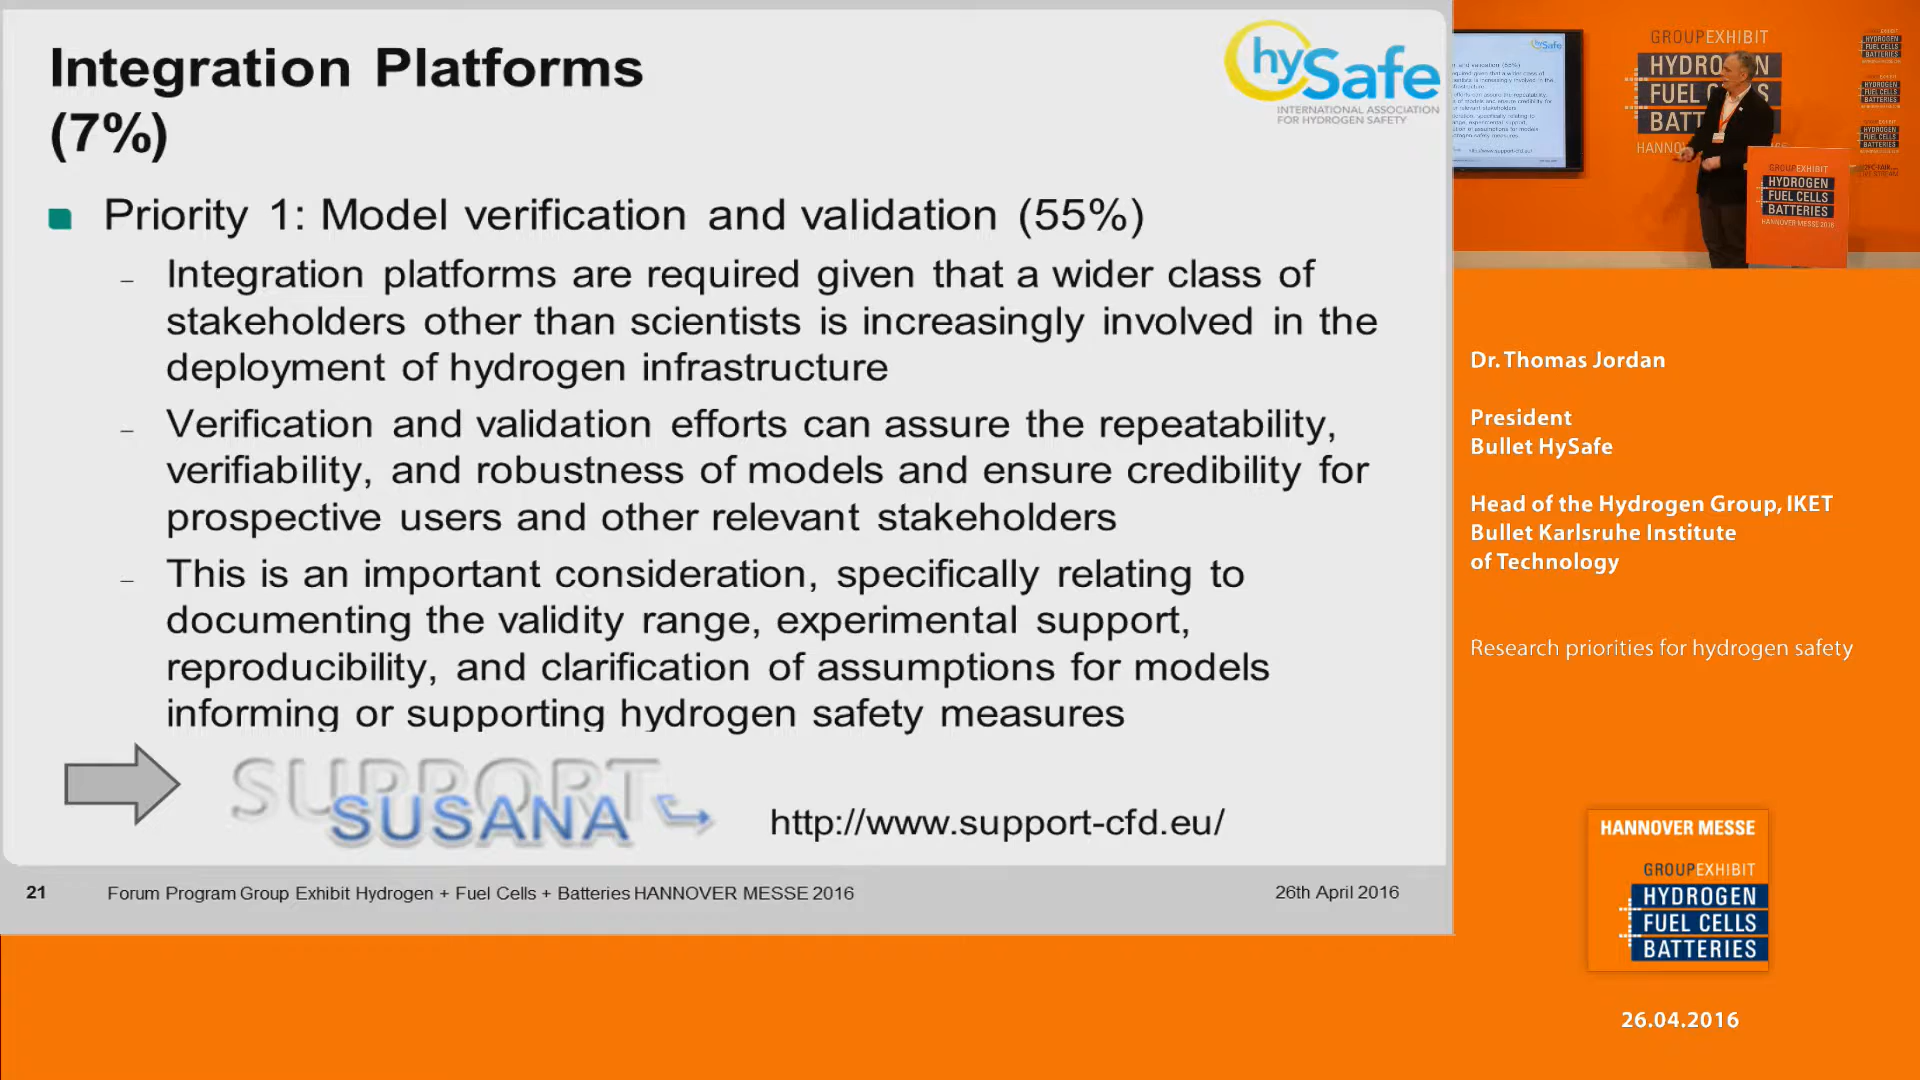 Integration Platforms
(7%)
hySafe
INTERNATIONAL ASSOCIATION
FOR HYDROGEN SAFETY
Priority 1: Model verification and validation (55%)
– Integration platforms are required given that a wider class of
stakeholders other than scientists is increasingly involved in the
deployment of hydrogen infrastructure
– Verification and validation efforts can assure the repeatability,
verifiability, and robustness of models and ensure credibility for
prospective users and other relevant stakeholders
– This is an important consideration, specifically relating to
documenting the validity range, experimental support,
reproducibility, and clarification of assumptions for models
informing or supporting hydrogen safety measures
SUPPORT
SUSANA
http://www.support-cfd.eu/
21
Forum Program Group Exhibit Hydrogen + Fuel Cells + Batteries HANNOVER MESSE 2016
26th April 2016
GROUPEXHIBIT
HYDROGEN
FUEL CELLS
BATTERIES
HANNOVER MESSE 2016
Dr. Thomas Jordan
President
Bullet HySafe
Head of the Hydrogen Group, IKET
Bullet Karlsruhe Institute
of Technology
Research priorities for hydrogen safety
HANNOVER MESSE
GROUPEXHIBIT
HYDROGEN
FUEL CELLS
BATTERIES
26.04.2016